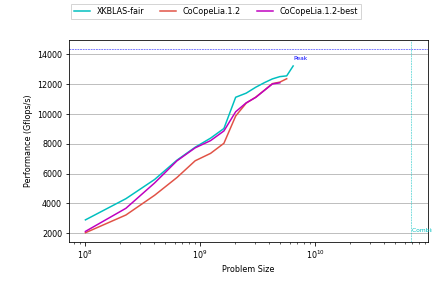 XKBLAS-fair CoCopeLia.1.2 CoCopeLia.1.2-best
Peak
14000
12000
10000
8000
6000
4000
2000
Performance (Gflops/s)
10⁸ 10⁹ 10¹⁰
Problem Size